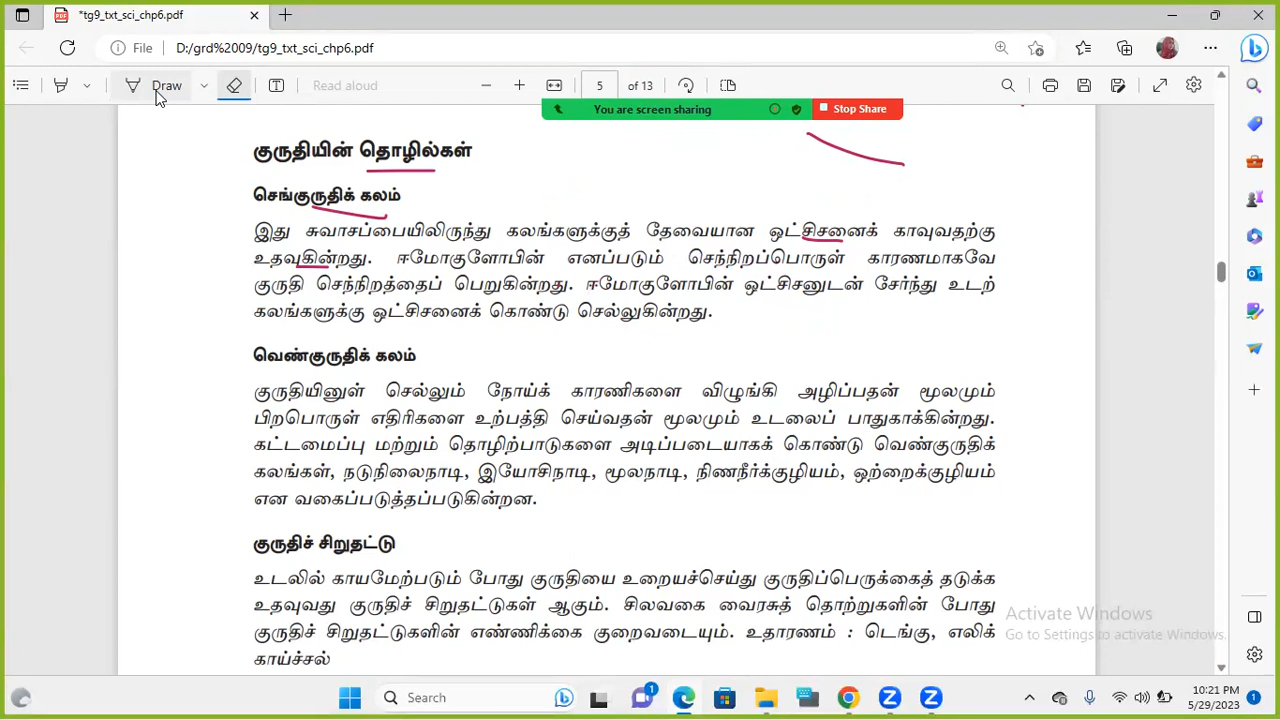 *tg9_txt_sci_chp6.pdf
File D:/grd%2009/tg9_txt_sci_chp6.pdf
Draw Read aloud 5 of 13
You are screen sharing Stop Share
குருதியின் தொழில்கள்
செங்குருதிக் கலம்
இது சுவாசப்பையிலிருந்து கலங்களுக்குத் தேவையான ஒட்சிசனைக் காவுவதற்கு
உதவுகின்றது. ஈமோகுளோபின் எனப்படும் செந்நிறப்பொருள் காரணமாகவே
குருதி செந்நிறத்தைப் பெறுகின்றது. ஈமோகுளோபின் ஒட்சிசனுடன் சேர்ந்து உடற்
கலங்களுக்கு ஒட்சிசனைக் கொண்டு செல்லுகின்றது.
வெண்குருதிக் கலம்
குருதியினுள் செல்லும் நோய்க் காரணிகளை விழுங்கி அழிப்பதன் மூலமும்
பிறபொருள் எதிரிகளை உற்பத்தி செய்வதன் மூலமும் உடலைப் பாதுகாக்கின்றது.
கட்டமைப்பு மற்றும் தொழிற்பாடுகளை அடிப்படையாகக் கொண்டு வெண்குருதிக்
கலங்கள், நடுநிலைநாடி, இயோசிநாடி, மூலநாடி, நிணநீர்க்குழியம், ஒற்றைக்குழியம்
என வகைப்படுத்தப்படுகின்றன.
குருதிச் சிறுதட்டு
உடலில் காயமேற்படும் போது குருதியை உறையச்செய்து குருதிப்பெருக்கைத் தடுக்க
உதவுவது குருதிச் சிறுதட்டுகள் ஆகும். சிலவகை வைரசுத் தொற்றுகளின் போது
குருதிச் சிறுதட்டுகளின் எண்ணிக்கை குறைவடையும். உதாரணம் : டெங்கு, எலிக்
காய்ச்சல்
Activate Windows
Go to Settings to activate Windows.
Search 1 10:21 PM
5/29/2023 1